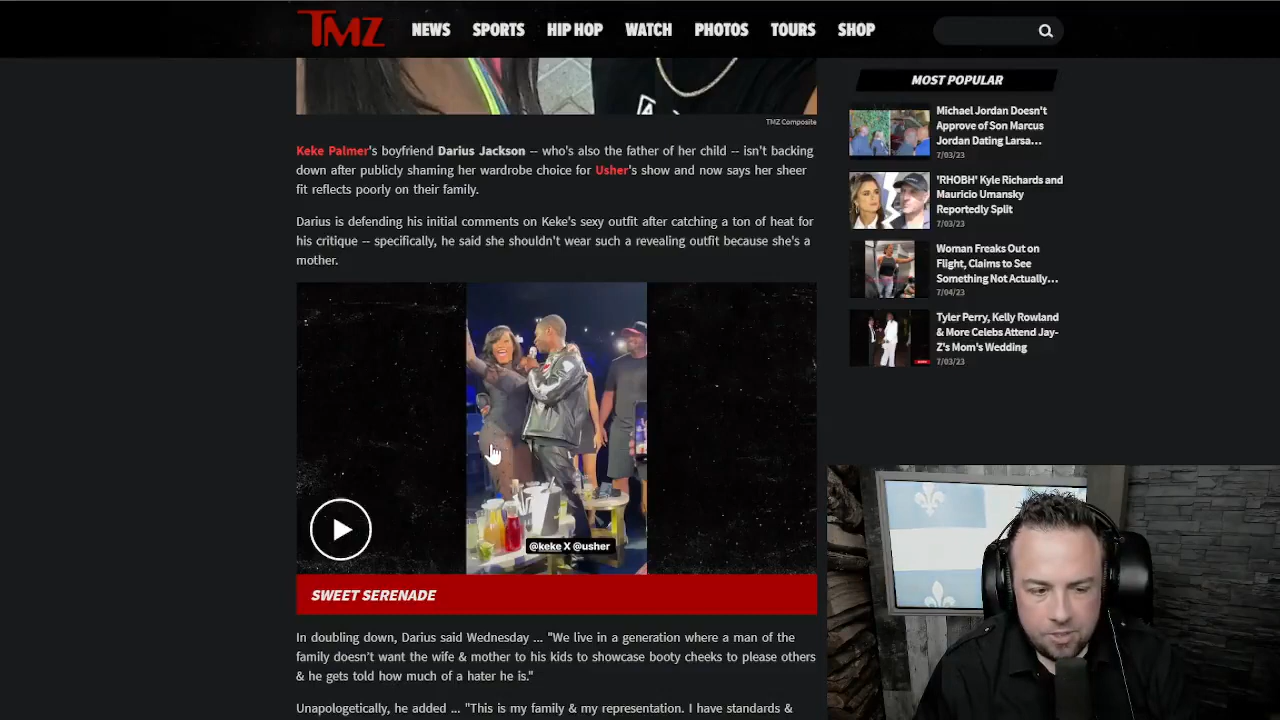 TMZ NEWS SPORTS HIP HOP WATCH PHOTOS TOURS SHOP
TMZ Composite
Keke Palmer's boyfriend Darius Jackson -- who's also the father of her child -- isn't backing
down after publicly shaming her wardrobe choice for Usher's show and now says her sheer
fit reflects poorly on their family.
Darius is defending his initial comments on Keke's sexy outfit after catching a ton of heat for
his critique -- specifically, he said she shouldn't wear such a revealing outfit because she's a
mother.
@keke X @usher
SWEET SERENADE
In doubling down, Darius said Wednesday ... "We live in a generation where a man of the
family doesn't want the wife & mother to his kids to showcase booty cheeks to please others
& he gets told how much of a hater he is."
Unapologetically, he added ... "This is my family & my representation. I have standards &
MOST POPULAR
Michael Jordan Doesn't
Approve of Son Marcus
Jordan Dating Larsa...
7/03/23
'RHOBH' Kyle Richards and
Mauricio Umansky
Reportedly Split
7/03/23
Woman Freaks Out on
Flight, Claims to See
Something Not Actually...
7/04/23
Tyler Perry, Kelly Rowland
& More Celebs Attend Jay-
Z's Mom's Wedding
7/03/23